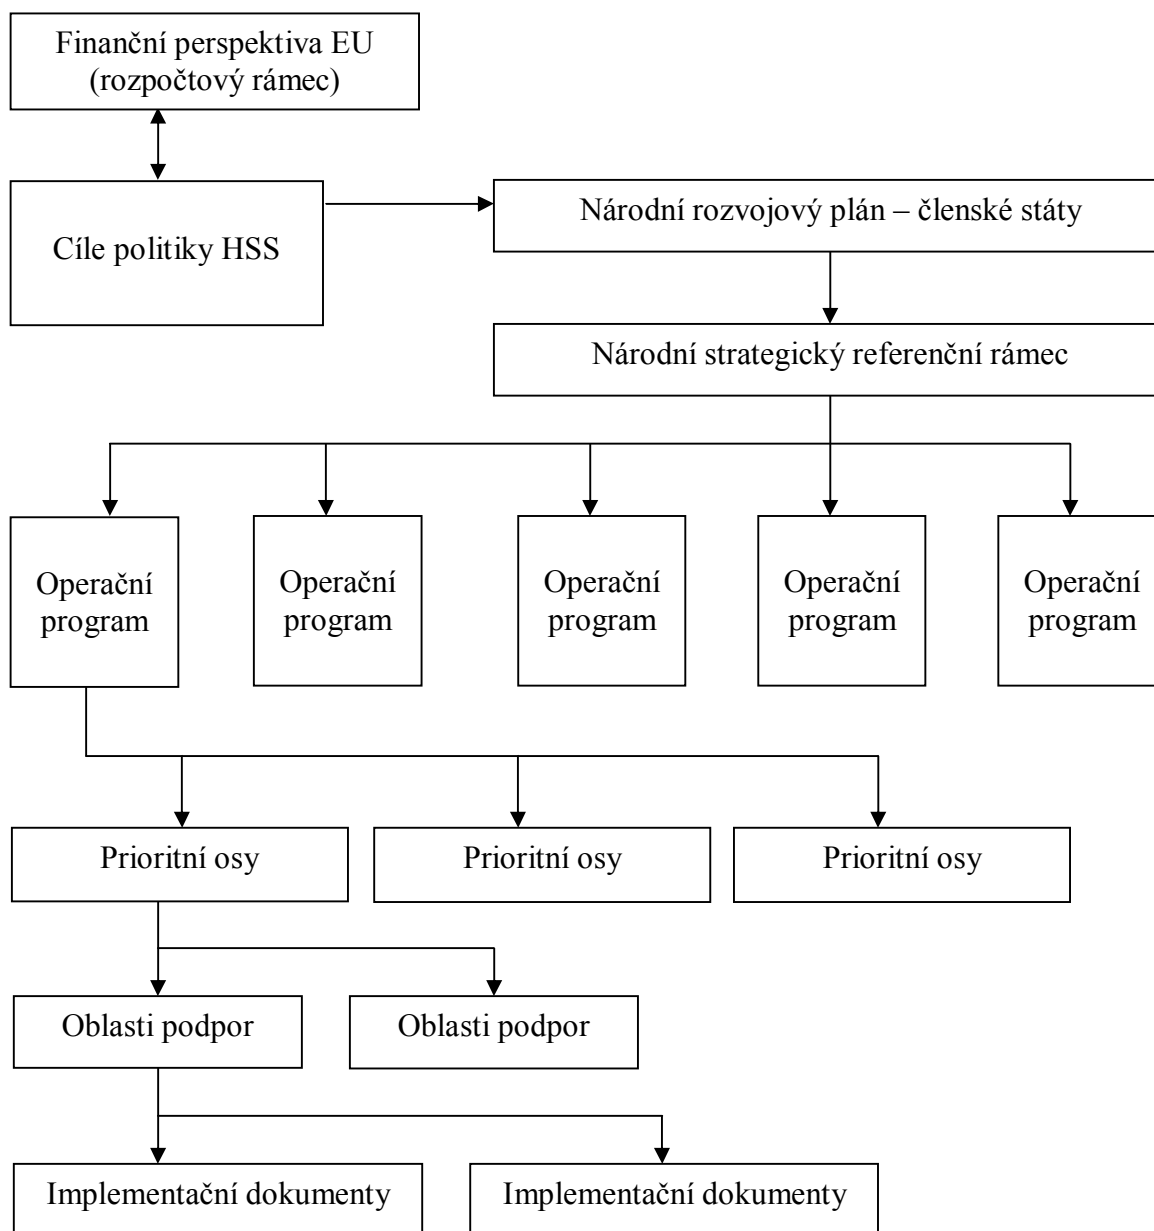 Finanční perspektiva EU
(rozpočtový rámec)
Cíle politiky HSS
Národní rozvojový plán – členské státy
Národní strategický referenční rámec
Operační
program
Operační
program
Operační
program
Operační
program
Operační
program
Prioritní osy
Prioritní osy
Prioritní osy
Oblasti podpor
Oblasti podpor
Implementační dokumenty
Implementační dokumenty